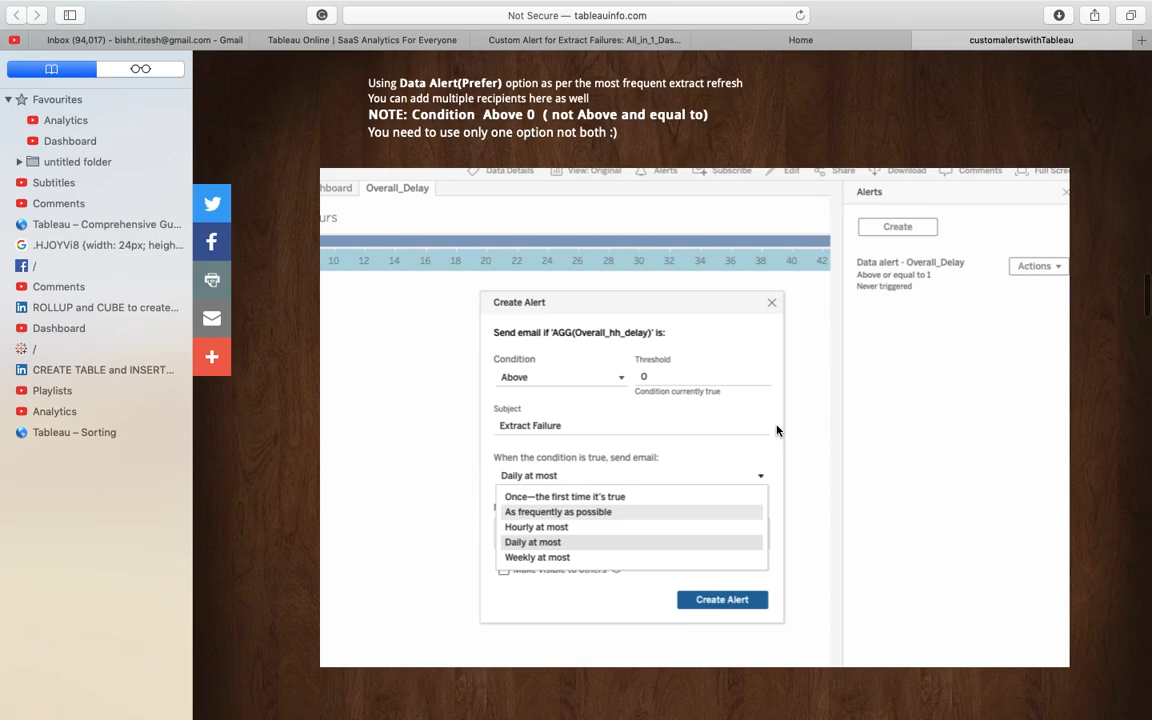 Not Secure — tableauinfo.com
Inbox (94,017) - bisht.ritesh@gmail.com - Gmail
Tableau Online | SaaS Analytics For Everyone
Custom Alert for Extract Failures: All_in_1_Das...
Home
customalertswithTableau
Favourites
Analytics
Dashboard
untitled folder
Subtitles
Comments
Tableau – Comprehensive Gu...
.HJOYVi8 {width: 24px; heigh...
/
Comments
ROLLUP and CUBE to create...
Dashboard
/
CREATE TABLE and INSERT...
Playlists
Analytics
Tableau – Sorting
Using Data Alert(Prefer) option as per the most frequent extract refresh
You can add multiple recipients here as well
NOTE: Condition Above 0 ( not Above and equal to)
You need to use only one option not both :)
Data Details View: Original Alerts Subscribe Edit Share Download Comments Full Scre
hboard Overall_Delay
urs
10 12 14 16 18 20 22 24 26 28 30 32 34 36 38 40 42
Alerts
Create
Data alert - Overall_Delay
Above or equal to 1
Never triggered
Actions
Create Alert
Send email if 'AGG(Overall_hh_delay)' is:
Condition Threshold
Above 0
Condition currently true
Subject
Extract Failure
When the condition is true, send email:
Daily at most
Once—the first time it's true
As frequently as possible
Hourly at most
Daily at most
Weekly at most
Make visible to others
Create Alert